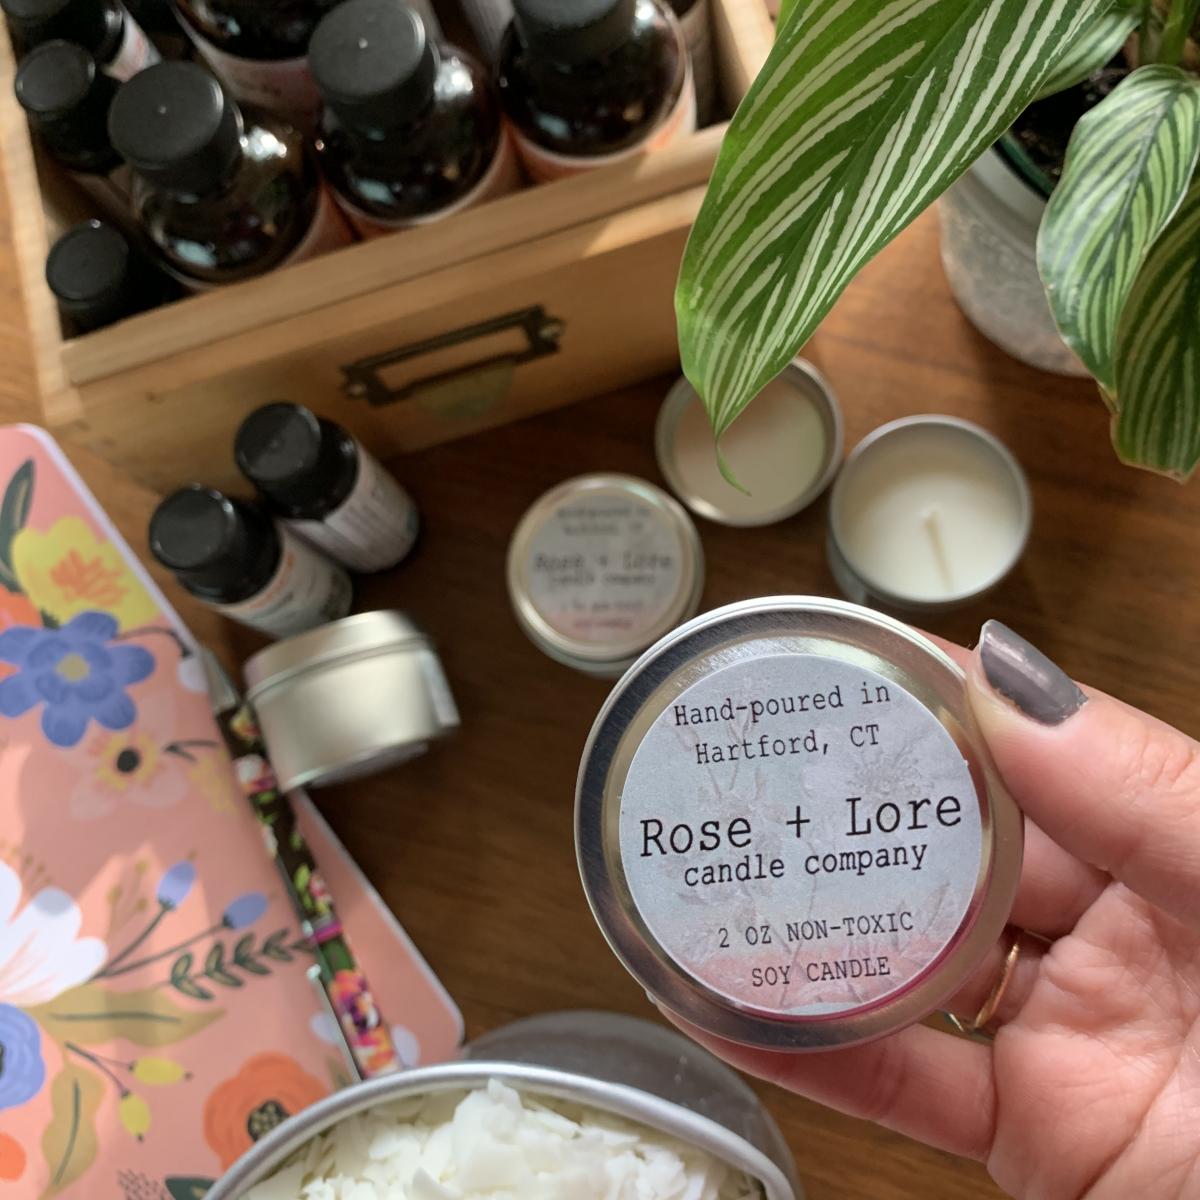 Hand-poured in
Hartford, CT
Rose + Lore
candle company
2 OZ NON-TOXIC
SOY CANDLE
Rose + Lore
candle company